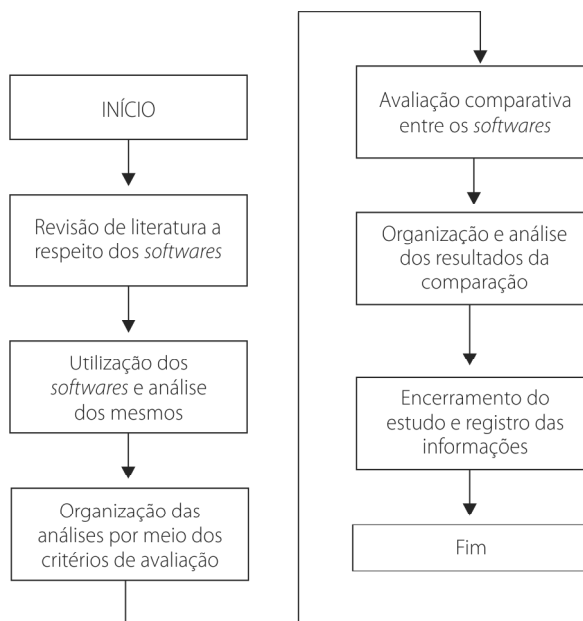 INÍCIO
Revisão de literatura a
respeito dos softwares
Utilização dos
softwares e análise
dos mesmos
Organização das
análises por meio dos
critérios de avaliação
Avaliação comparativa
entre os softwares
Organização e análise
dos resultados da
comparação
Encerramento do
estudo e registro das
informações
Fim